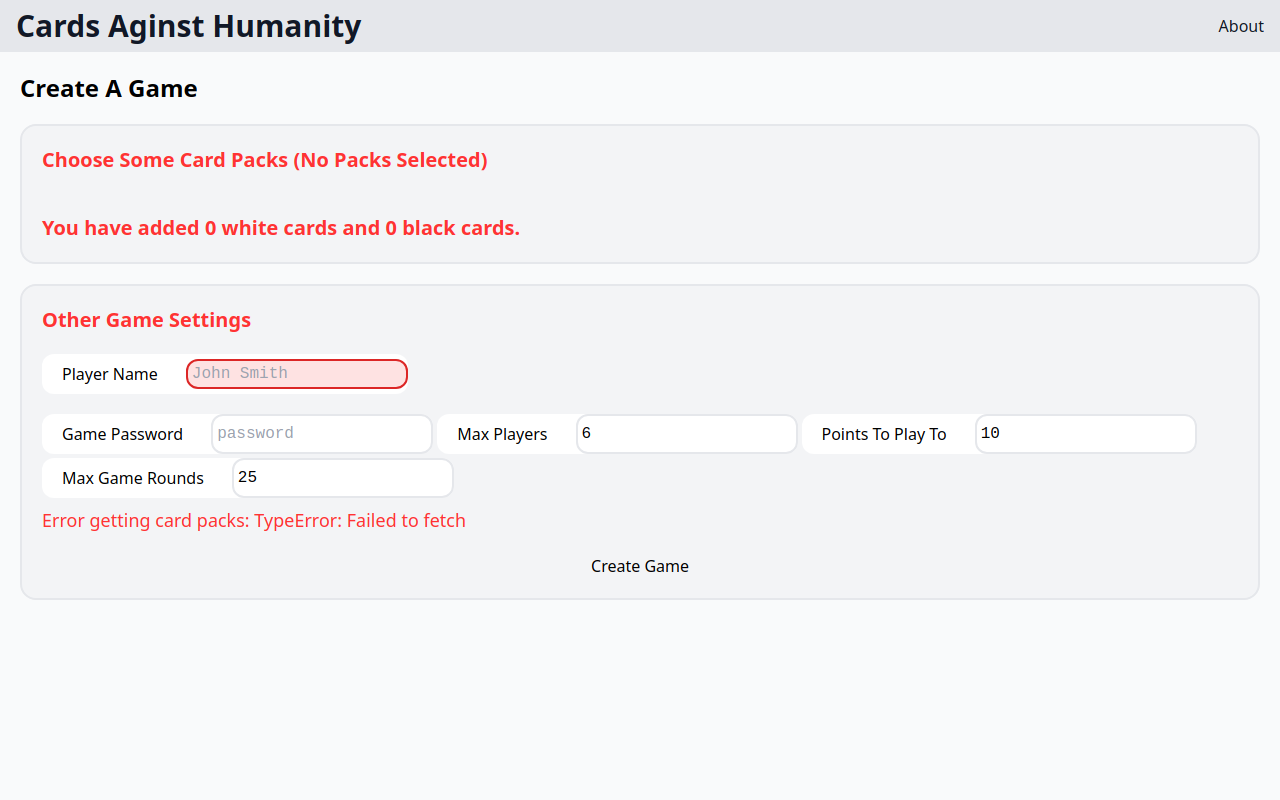 Cards Aginst Humanity
About
Create A Game
Choose Some Card Packs (No Packs Selected)
You have added 0 white cards and 0 black cards.
Other Game Settings
Player Name John Smith
Game Password password Max Players 6 Points To Play To 10
Max Game Rounds 25
Error getting card packs: TypeError: Failed to fetch
Create Game